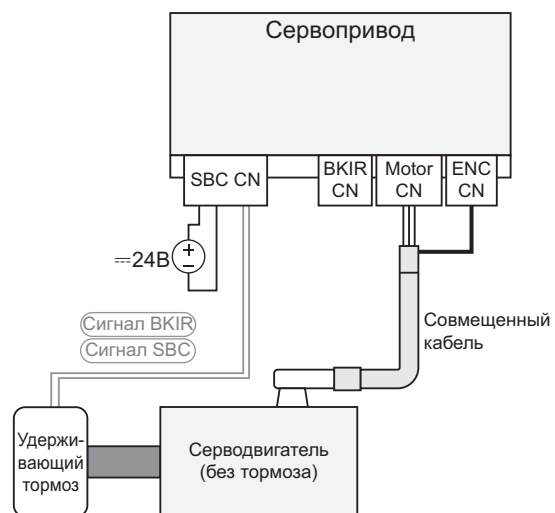 Сервопривод
SBC CN
BKIR
CN
Motor
CN
ENC
CN
⎓24В
Сигнал BKIR
Сигнал SBC
Совмещенный
кабель
Удержи-
вающий
тормоз
Серводвигатель
(без тормоза)